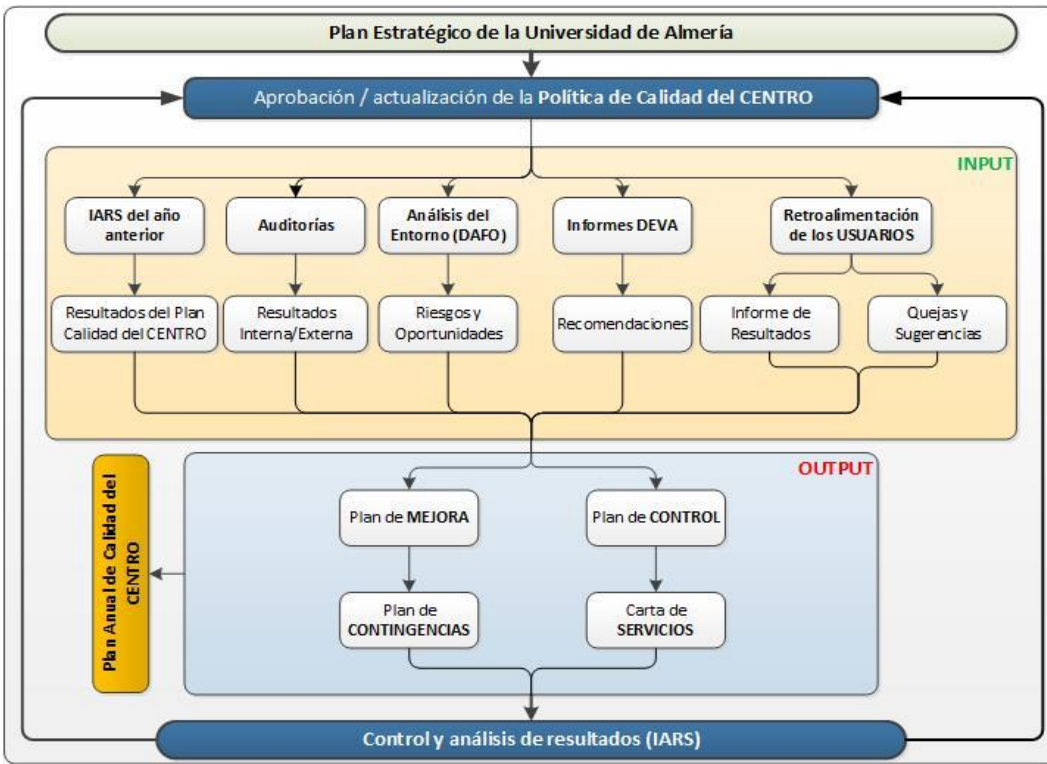 Plan Estratégico de la Universidad de Almería
Aprobación / actualización de la Política de Calidad del CENTRO
INPUT
IARS del año
anterior
Auditorías
Análisis del
Entorno (DAFO)
Informes DEVA
Retroalimentación
de los USUARIOS
Resultados del Plan
Calidad del CENTRO
Resultados
Interna/Externa
Riesgos y
Oportunidades
Recomendaciones
Informe de
Resultados
Quejas y
Sugerencias
OUTPUT
Plan Anual de Calidad del
CENTRO
Plan de MEJORA
Plan de CONTROL
Plan de
CONTINGENCIAS
Carta de
SERVICIOS
Control y análisis de resultados (IARS)